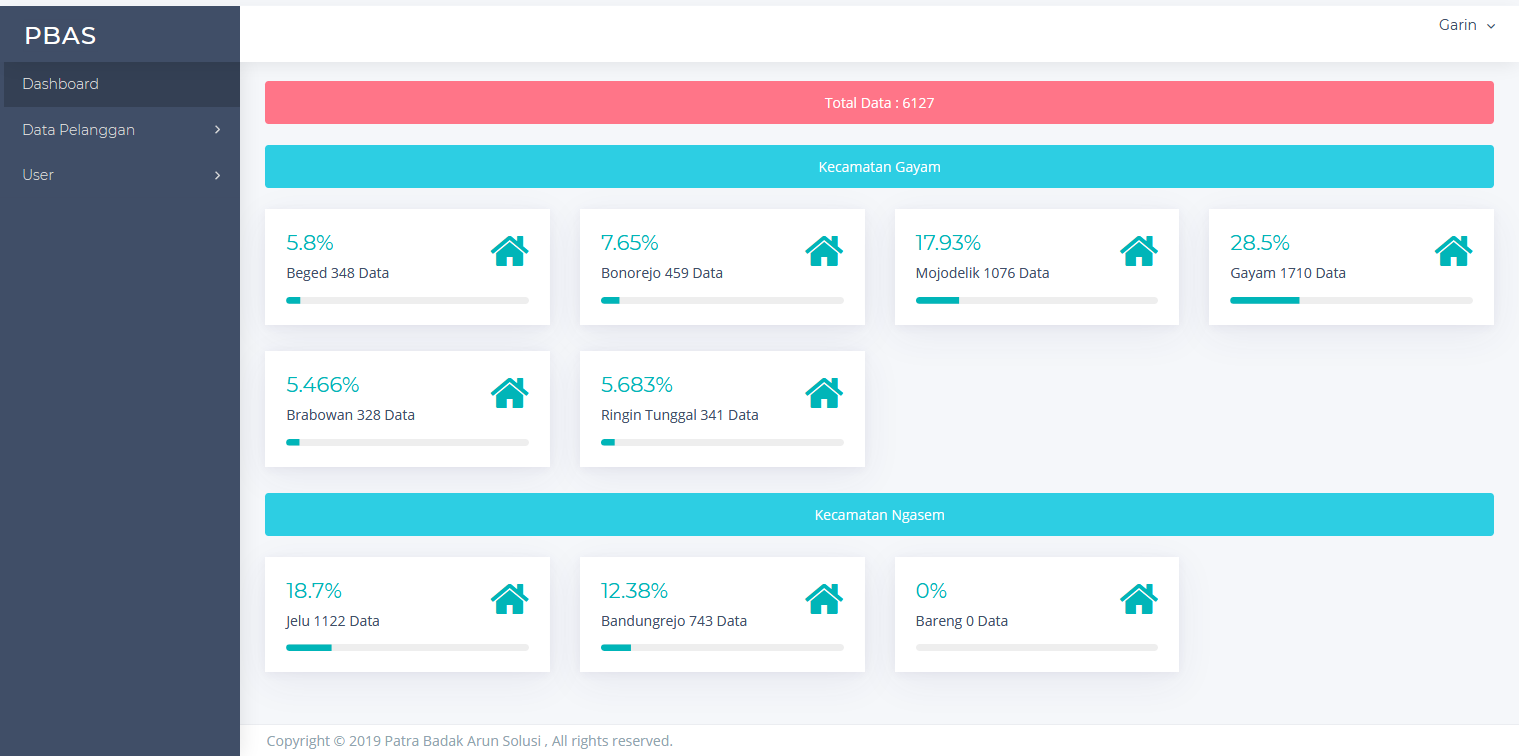 PBAS
Garin
Dashboard
Data Pelanggan
User
Total Data : 6127
Kecamatan Gayam
5.8%
Beged 348 Data
7.65%
Bonorejo 459 Data
17.93%
Mojodelik 1076 Data
28.5%
Gayam 1710 Data
5.466%
Brabowan 328 Data
5.683%
Ringin Tunggal 341 Data
Kecamatan Ngasem
18.7%
Jelu 1122 Data
12.38%
Bandungrejo 743 Data
0%
Bareng 0 Data
Copyright © 2019 Patra Badak Arun Solusi , All rights reserved.